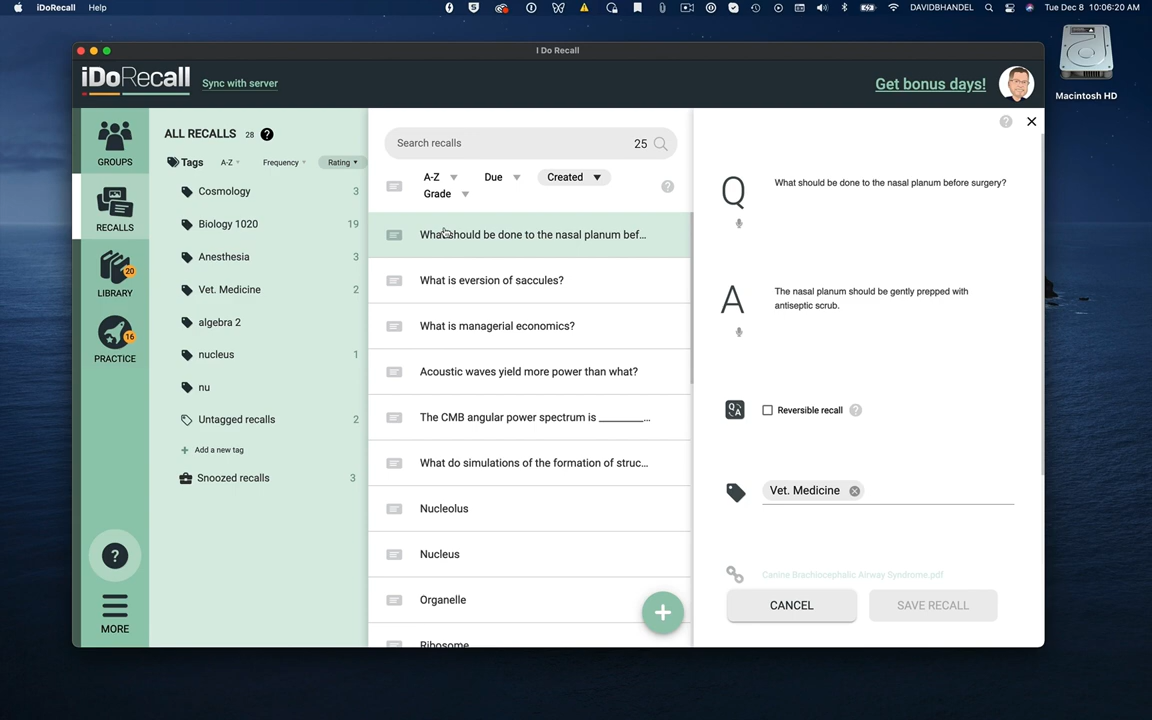 iDoRecall Help
DAVIDBHANDEL Tue Dec 8 10:06:20 AM
I Do Recall
iDoRecall Sync with server
Get bonus days!
Macintosh HD
GROUPS
RECALLS
20
LIBRARY
16
PRACTICE
?
MORE
ALL RECALLS 28 ?
Tags A-Z Frequency Rating
Cosmology 3
Biology 1020 19
Anesthesia 3
Vet. Medicine 2
algebra 2
nucleus 1
nu
Untagged recalls 2
+ Add a new tag
Snoozed recalls 3
Search recalls 25
A-Z Due Created
Grade ?
What should be done to the nasal planum bef...
What is eversion of saccules?
What is managerial economics?
Acoustic waves yield more power than what?
The CMB angular power spectrum is ________...
What do simulations of the formation of struc...
Nucleolus
Nucleus
Organelle
Ribosome
+
?
Q What should be done to the nasal planum before surgery?
A The nasal planum should be gently prepped with
antiseptic scrub.
Q A Reversible recall ?
Vet. Medicine
Canine Brachiocephalic Airway Syndrome.pdf
CANCEL SAVE RECALL